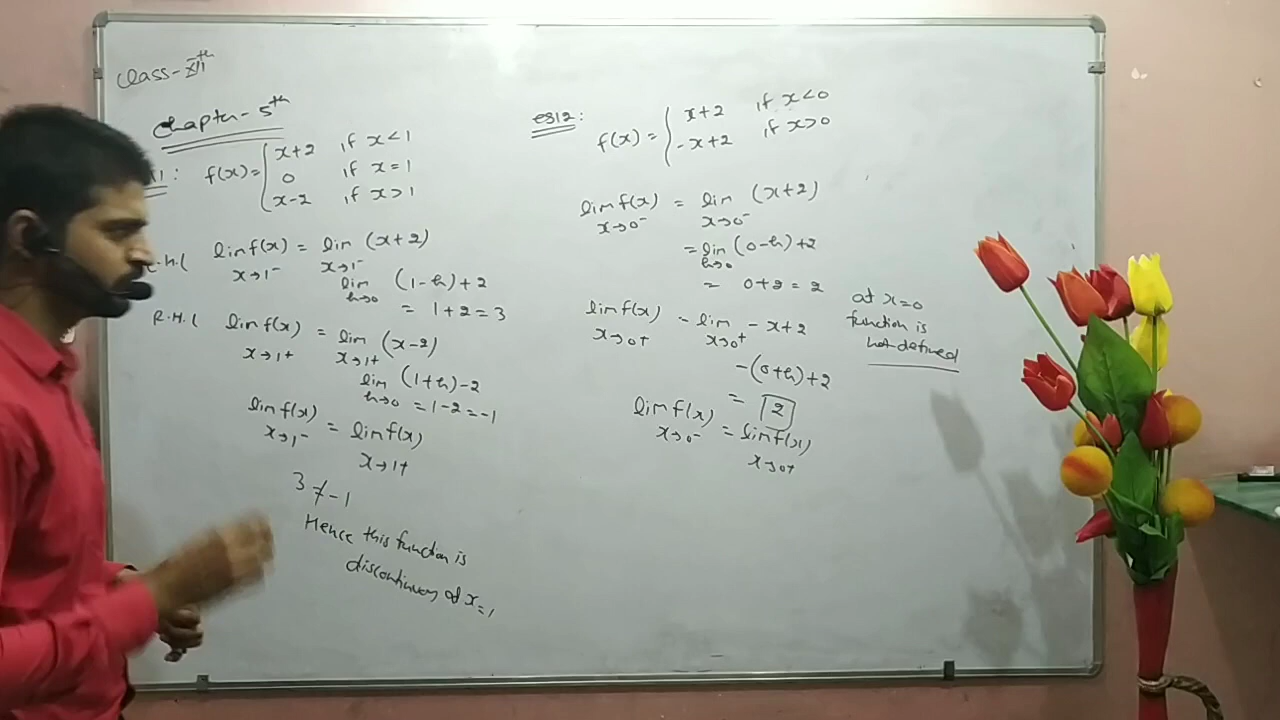 Class-XIIth
Chapter-5th
f(x)= { x+2 if x<1
0 if x=1
x-2 if x>1
lim f(x) = lim (x+2)
x→1- x→1-
lim (1-h)+2
h→0
= 1+2=3
R.H.L lim f(x) = lim (x-2)
x→1+ x→1+
lim (1+h)-2
h→0 = 1-2=-1
lim f(x) = lim f(x)
x→1- x→1+
3≠-1
Hence this function is
discontinuous at x=1
f(x)= { x+2 if x<0
-x+2 if x>0
lim f(x) = lim (x+2)
x→0- x→0-
= lim (0-h)+2
h→0
= 0+2=2
lim f(x) = lim -x+2
x→0+ x→0+
-(0+h)+2
= 2
lim f(x) = lim f(x)
x→0- x→0+
at x=0
function is
not defined